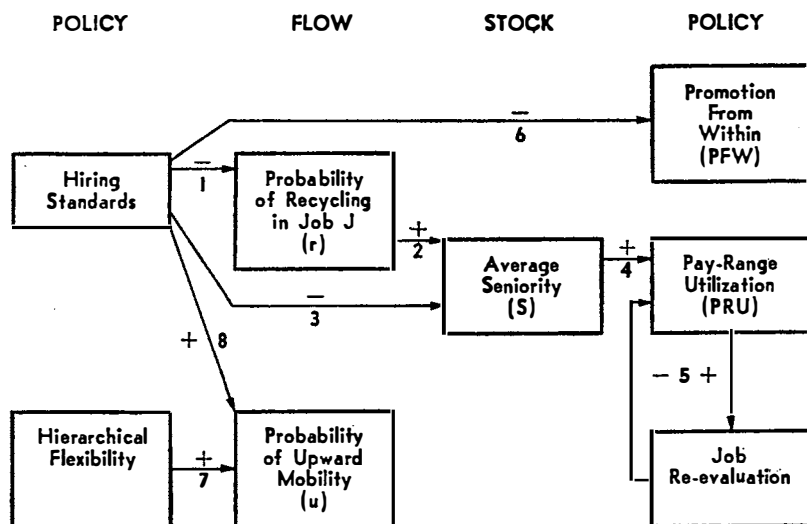 POLICY FLOW STOCK POLICY
Promotion
From
Within
(PFW)
−
6
Hiring
Standards
−
1
Probability
of Recycling
in Job J
(r)
+
2
Average
Seniority
(S)
+
4
Pay-Range
Utilization
(PRU)
−
3
+ 8
− 5 +
Hierarchical
Flexibility
+
7
Probability
of Upward
Mobility
(u)
Job
Re-evaluation